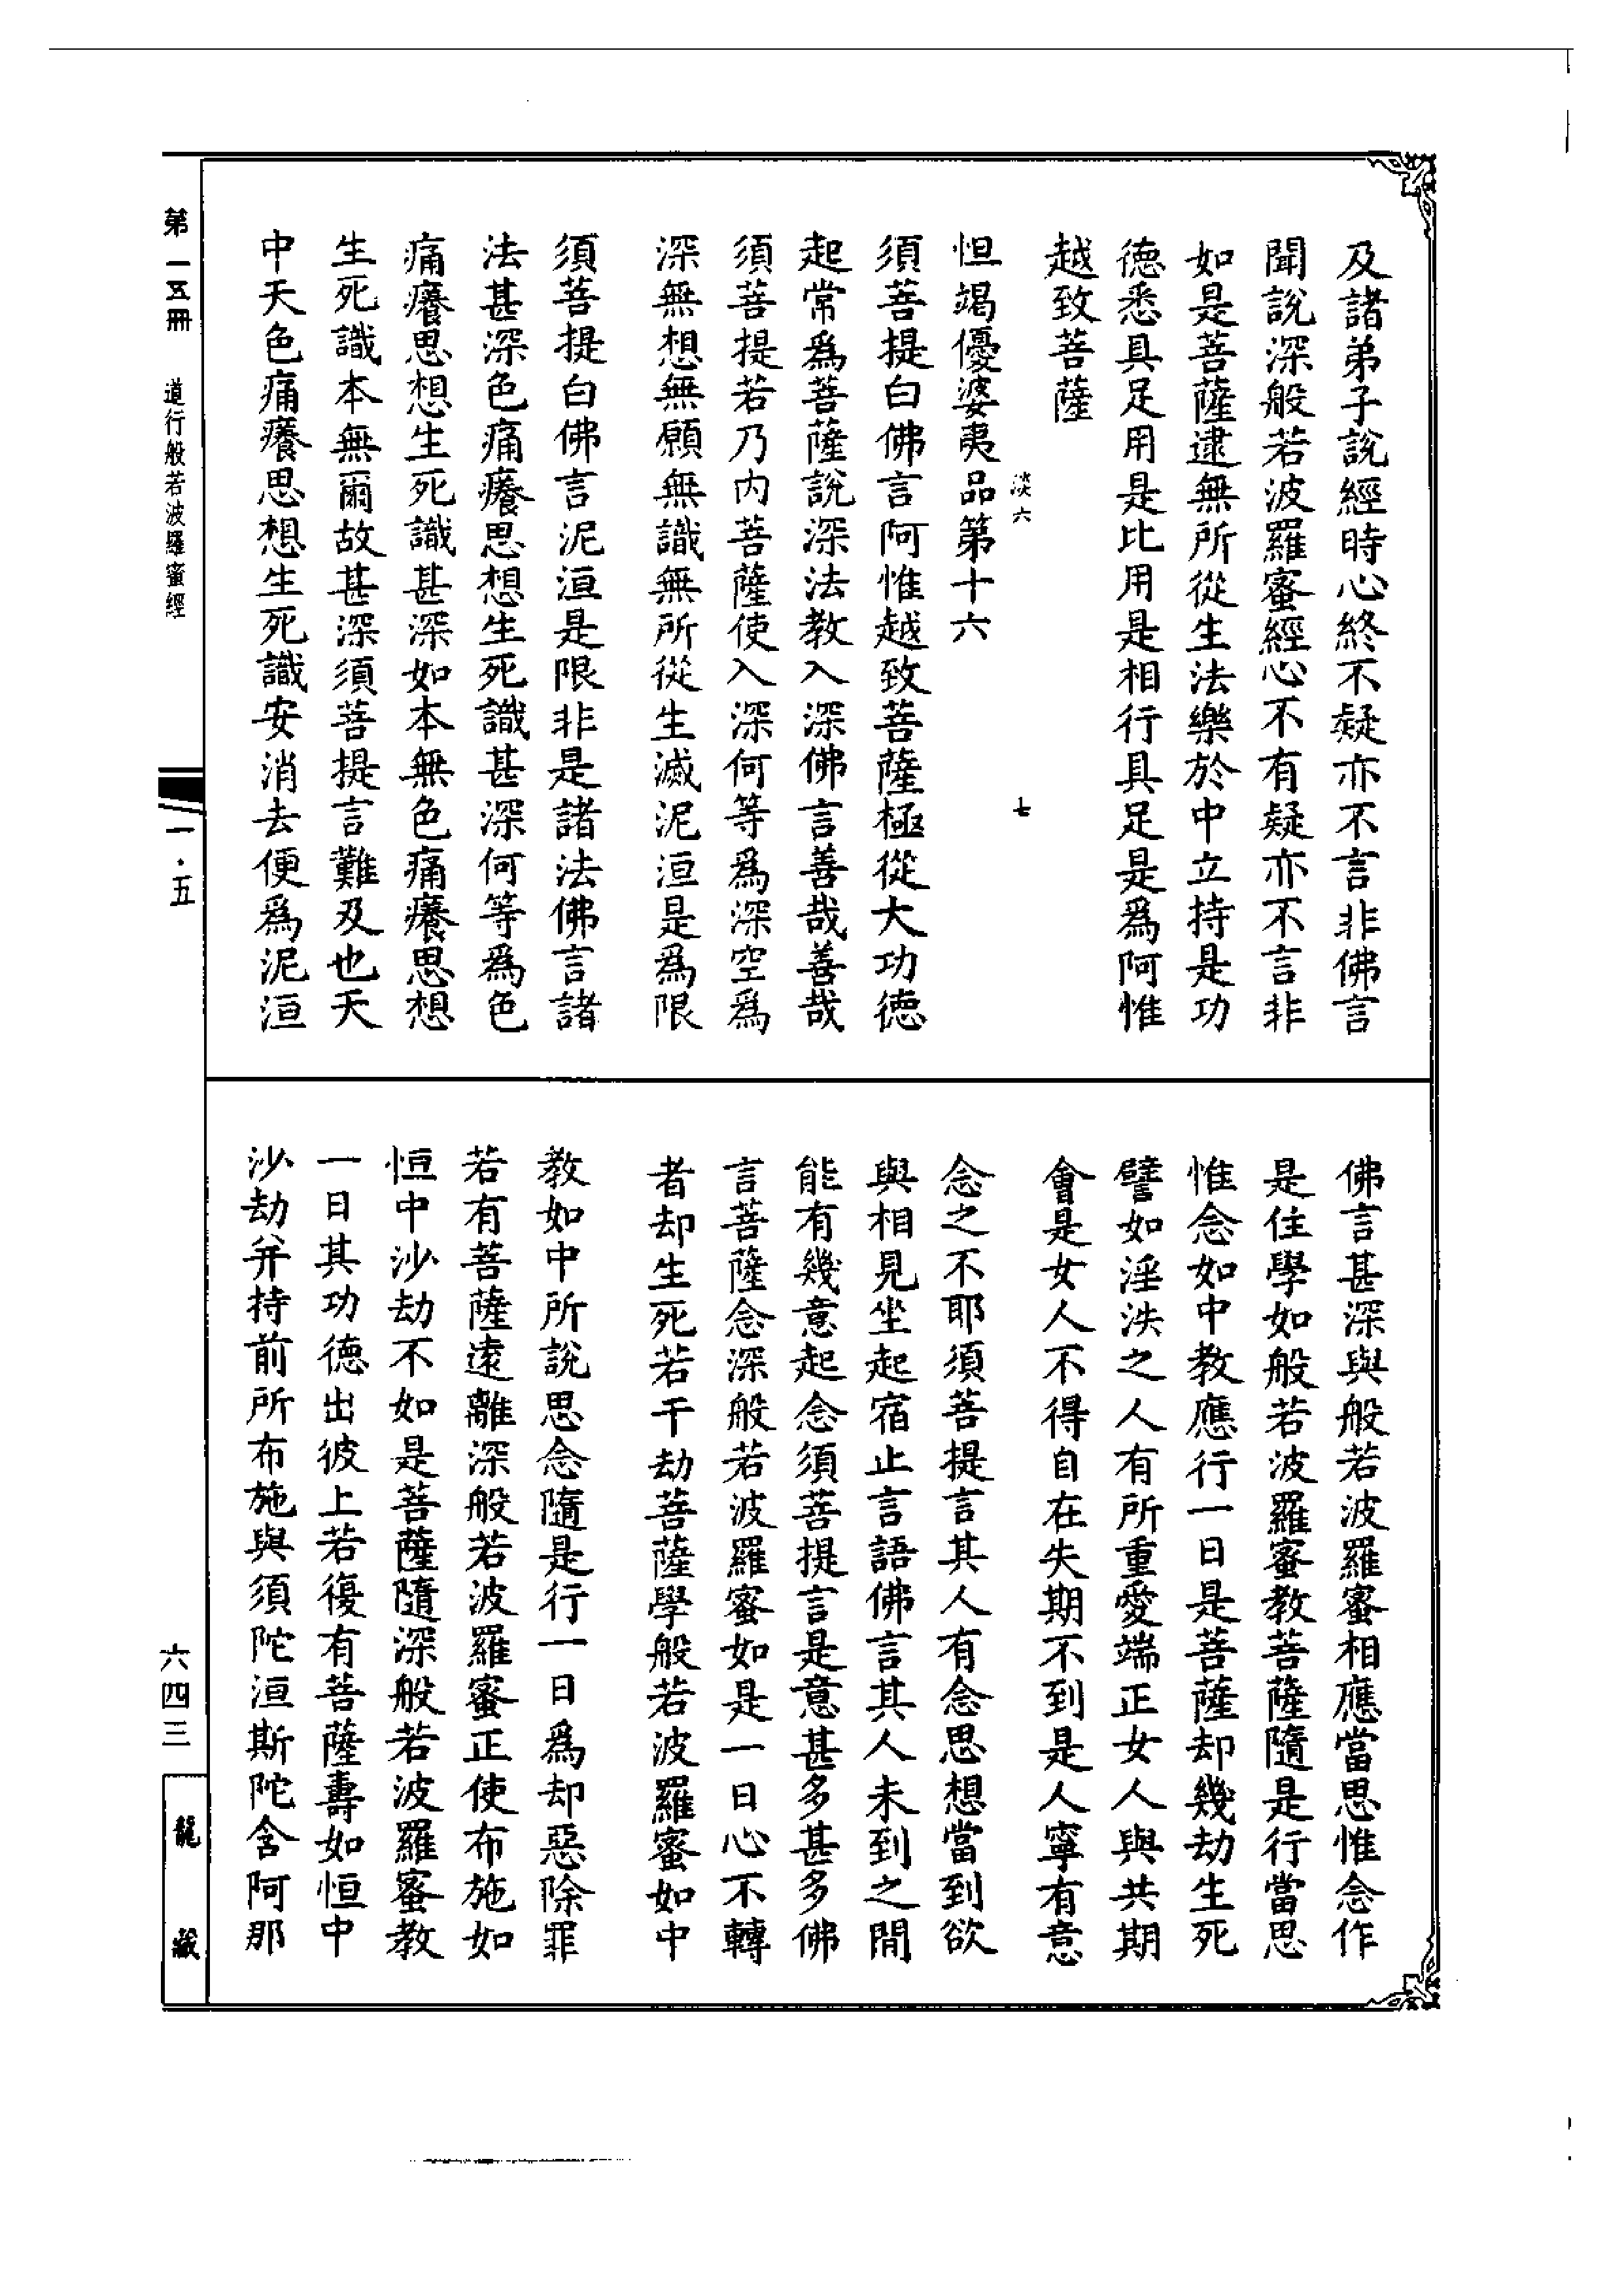 及諸弟子說經時心終不疑亦不言非佛言
聞說深般若波羅蜜經心不有疑亦不言非
如是菩薩逮無所從生法樂於中立持是功
德悉具足用是比用是相行具足是爲阿惟
越致菩薩
淡六
七
怛竭優婆夷品第十六
須菩提白佛言阿惟越致菩薩極從大功德
起常爲菩薩說深法教入深佛言善哉善哉
須菩提若乃內菩薩使入深何等爲深空爲
深無想無願無識無所從生滅泥洹是爲限
須菩提白佛言泥洹是限非是諸法佛言諸
法甚深色痛癢思想生死識甚深何等爲色
痛癢思想生死識甚深如本無色痛癢思想
生死識本無爾故甚深須菩提言難及也天
中天色痛癢思想生死識安消去便爲泥洹
佛言甚深與般若波羅蜜相應當思惟念作
是住學如般若波羅蜜教菩薩隨是行當思
惟念如中教應行一日是菩薩却幾劫生死
譬如淫泆之人有所重愛端正女人與共期
會是女人不得自在失期不到是人寧有意
念之不耶須菩提言其人有念思想當到欲
與相見坐起宿止言語佛言其人未到之間
能有幾意起念須菩提言是意甚多甚多佛
言菩薩念深般若波羅蜜如是一日心不轉
者却生死若干劫菩薩學般若波羅蜜如中
教如中所說思念隨是行一日爲却惡除罪
若有菩薩遠離深般若波羅蜜正使布施如
恒中沙劫不如是菩薩隨深般若波羅蜜教
一日其功德出彼上若復有菩薩壽如恒中
沙劫并持前所布施與須陀洹斯陀含阿那
第一五冊 道行般若波羅蜜經
一·五
六四三
龍藏